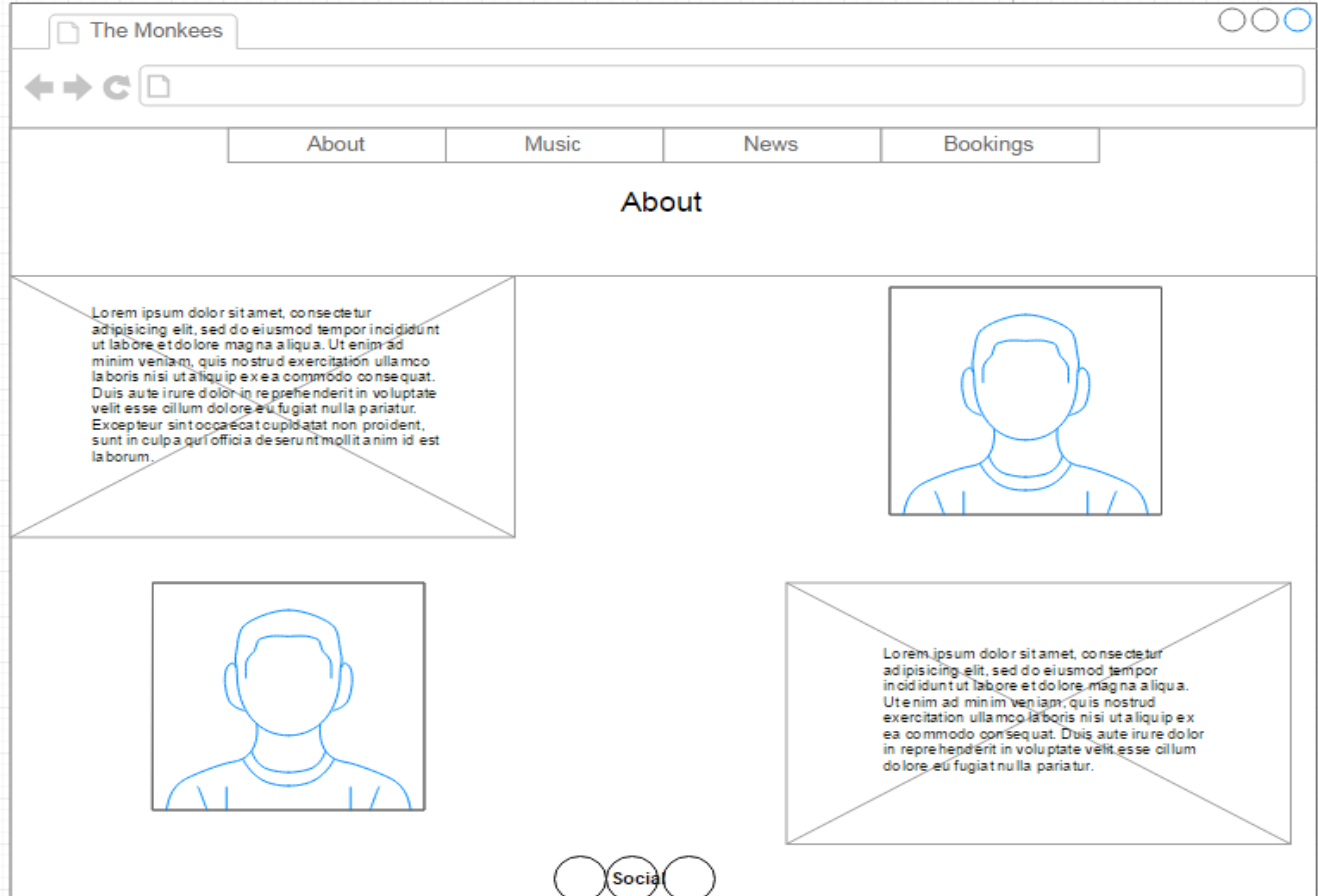 The Monkees
About Music News Bookings
About
Lorem ipsum dolor sit amet, consectetur
adipisicing elit, sed do eiusmod tempor incididunt
ut labore et dolore magna aliqua. Ut enim ad
minim veniam, quis nostrud exercitation ullamco
laboris nisi ut aliquip ex ea commodo consequat.
Duis aute irure dolor in reprehenderit in voluptate
velit esse cillum dolore eu fugiat nulla pariatur.
Excepteur sint occaecat cupidatat non proident,
sunt in culpa qui officia deserunt mollit anim id est
laborum.
Lorem ipsum dolor sit amet, consectetur
adipisicing elit, sed do eiusmod tempor
incididunt ut labore et dolore magna aliqua.
Ut enim ad minim veniam, quis nostrud
exercitation ullamco laboris nisi ut aliquip ex
ea commodo consequat. Duis aute irure dolor
in reprehenderit in voluptate velit esse cillum
dolore eu fugiat nulla pariatur.
Social